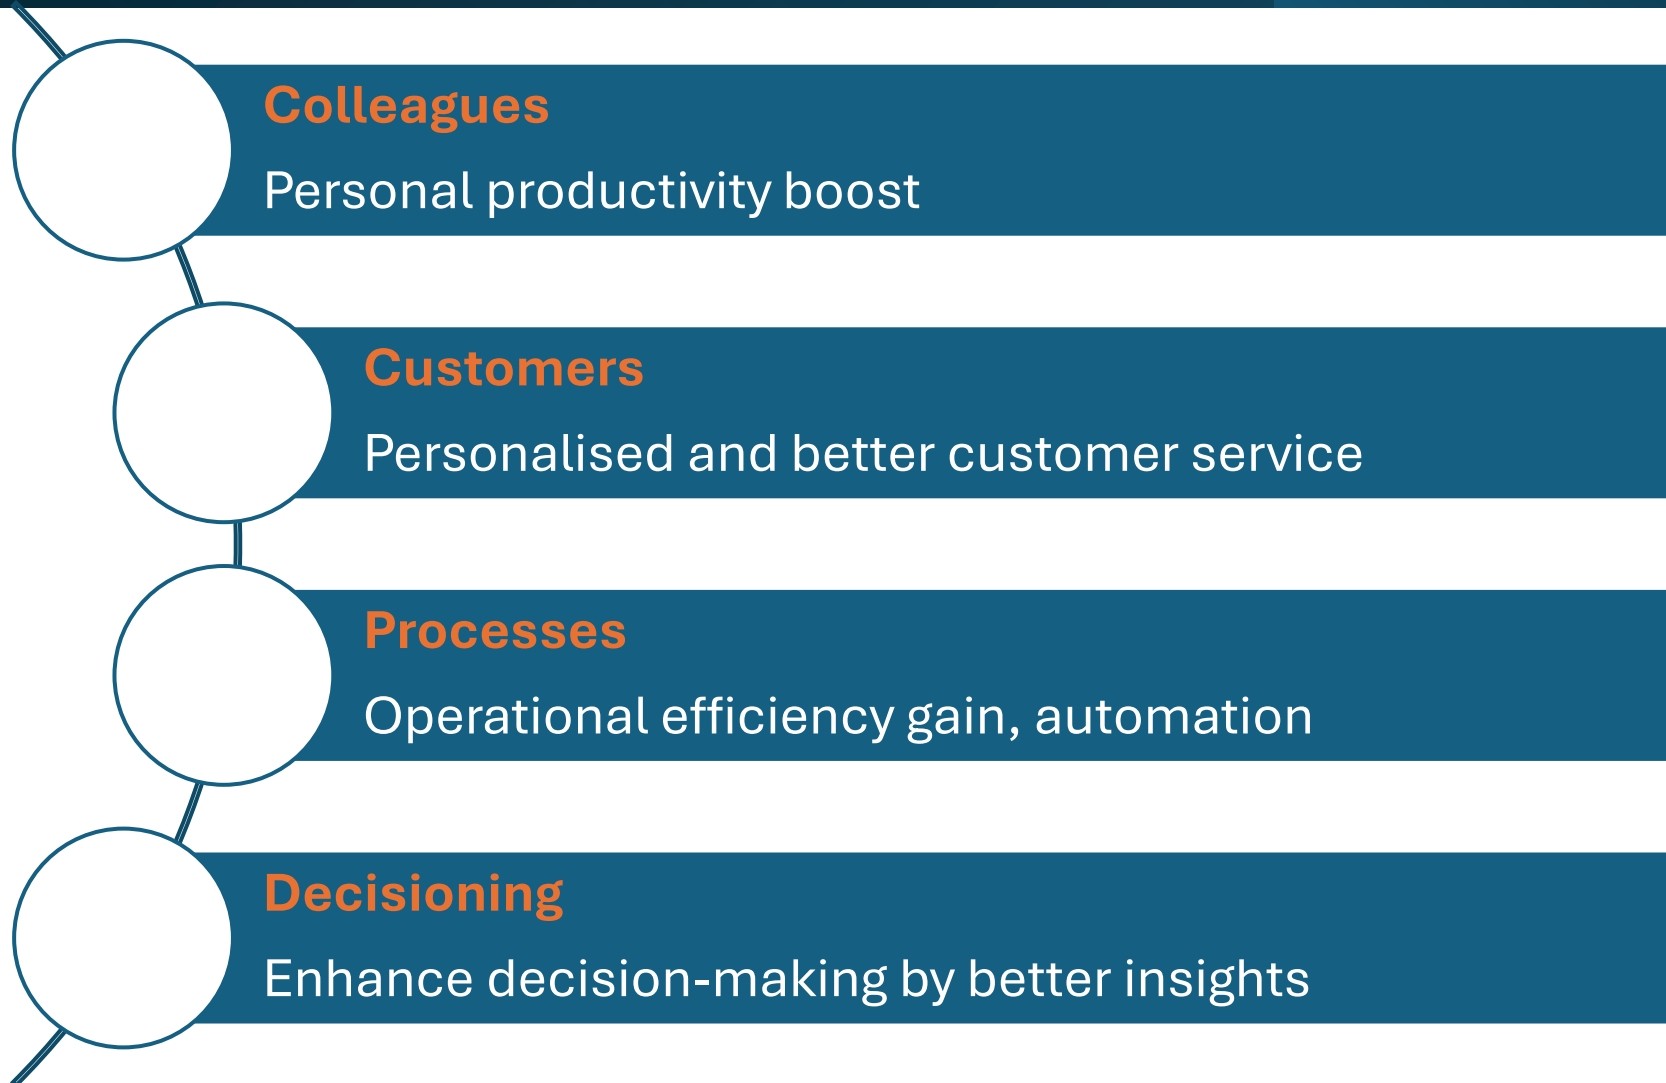 Colleagues
Personal productivity boost
Customers
Personalised and better customer service
Processes
Operational efficiency gain, automation
Decisioning
Enhance decision-making by better insights